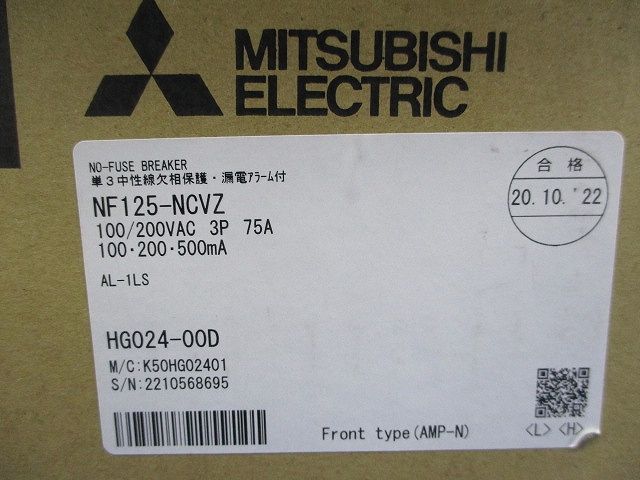 MITSUBISHI
ELECTRIC
NO-FUSE BREAKER
単3中性線欠相保護・漏電ｱﾗｰﾑ付
NF125-NCVZ
100/200VAC 3P 75A
100・200・500mA
AL-1LS
合格
20.10.'22
HG024-00D
M/C:K50HG02401
S/N:2210568695
Front type(AMP-N)
<L> <H>